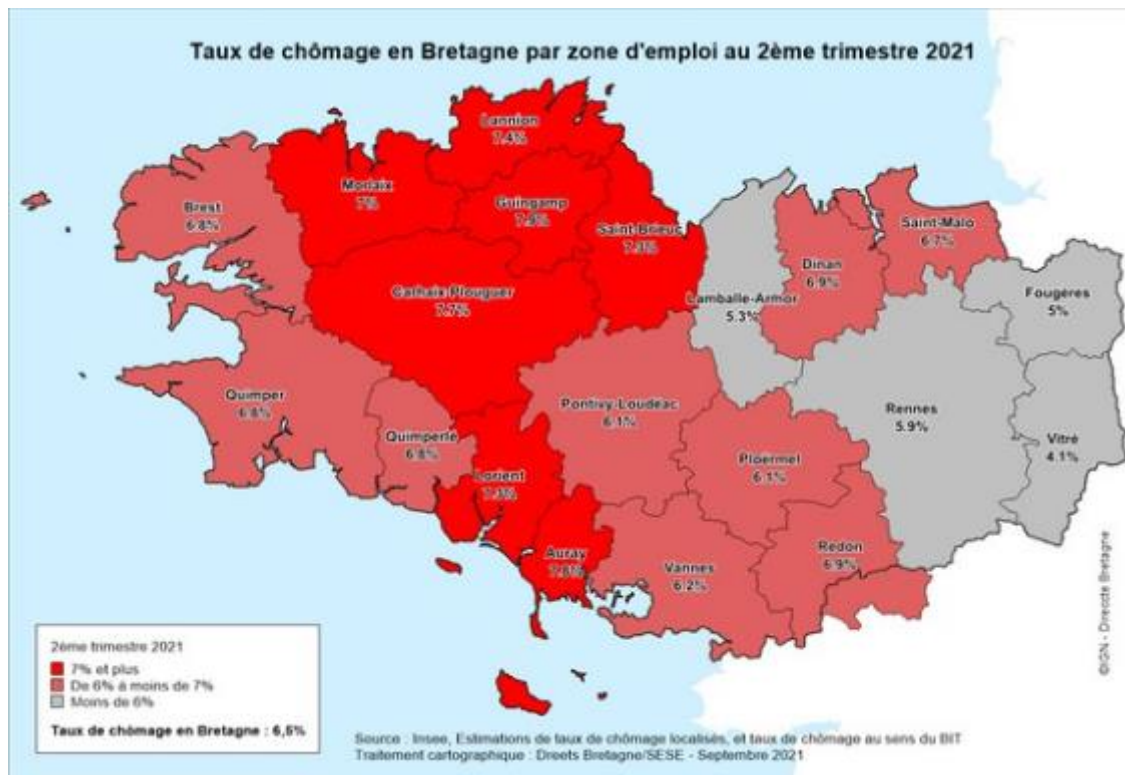 Taux de chômage en Bretagne par zone d'emploi au 2ème trimestre 2021
Lannion
7.4%
Morlaix
7%
Guingamp
Brest
6.8%
Saint-Brieuc
7.3%
Saint-Malo
6.7%
Dinan
6.9%
Carhaix-Plouguer
7.7%
Lamballe-Armor
5.3%
Fougères
5%
Quimper
6.8%
Pontivy-Loudéac
6.1%
Rennes
5.9%
Quimperlé
6.8%
Vitré
4.1%
Ploermel
6.1%
Lorient
7.3%
Auray
Vannes
6.2%
Redon
6.9%
©IGN - Direccte Bretagne
2ème trimestre 2021
7% et plus
De 6% à moins de 7%
Moins de 6%
Taux de chômage en Bretagne : 6,5%
Source : Insee, Estimations de taux de chômage localisés, et taux de chômage au sens du BIT
Traitement cartographique : Dreets Bretagne/SESE - Septembre 2021